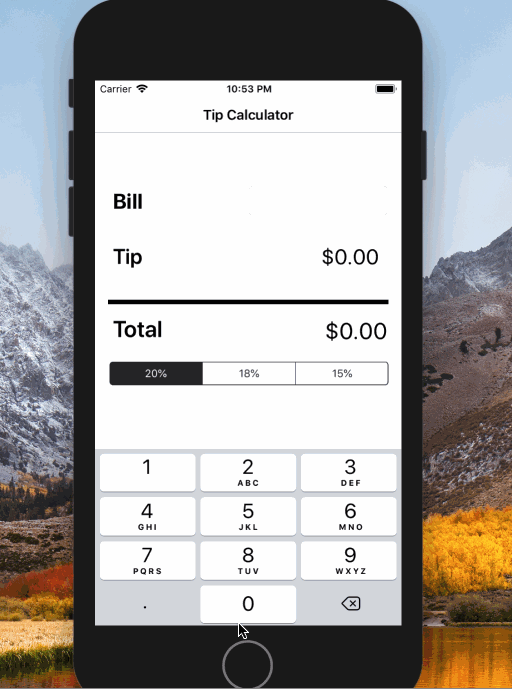 Carrier 10:53 PM
Tip Calculator
Bill
Tip $0.00
Total $0.00
20% 18% 15%
1 2 3
ABC DEF
4 5 6
GHI JKL MNO
7 8 9
PQRS TUV WXYZ
. 0